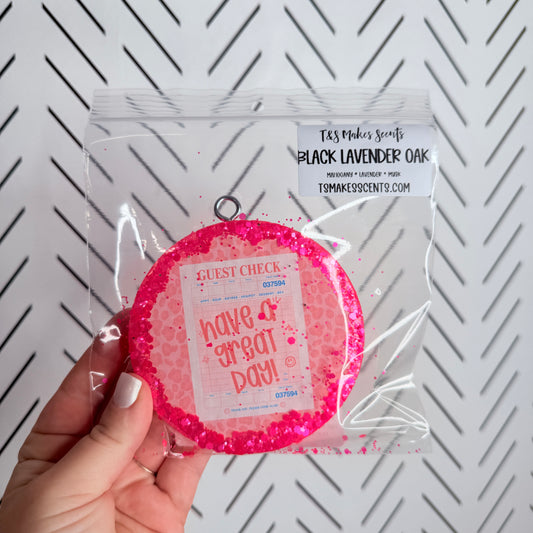 T&S Makes Scents
BLACK LAVENDER OAK
MAHOGANY * LAVENDER * MUSK
TSMAKESSCENTS.COM
GUEST CHECK
037594
have a
great
DAY!
037594